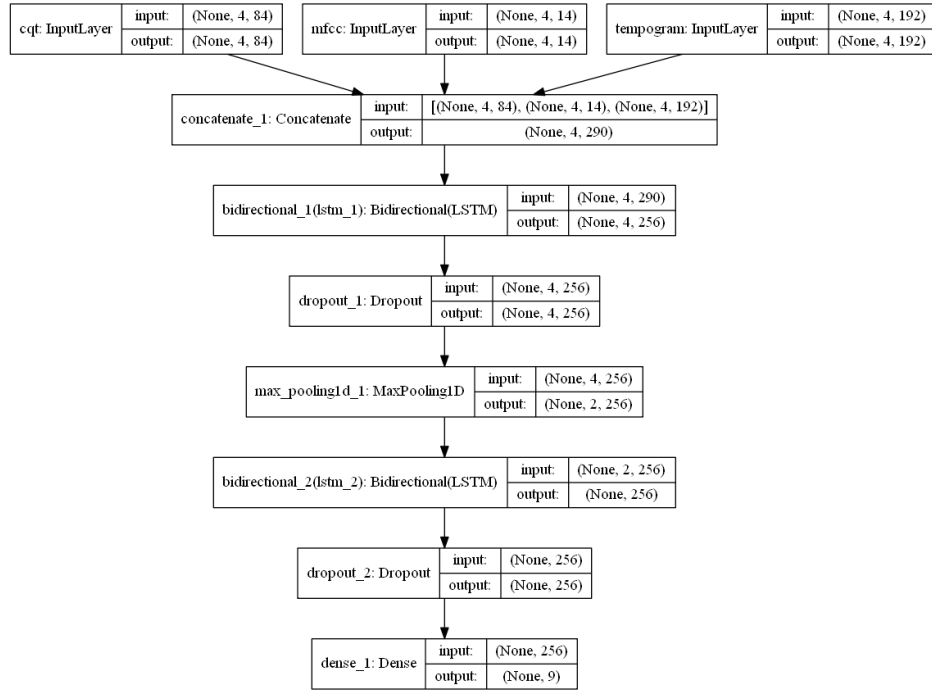 cqt: InputLayer input: (None, 4, 84) output: (None, 4, 84)
mfcc: InputLayer input: (None, 4, 14) output: (None, 4, 14)
tempogram: InputLayer input: (None, 4, 192) output: (None, 4, 192)
concatenate_1: Concatenate input: [(None, 4, 84), (None, 4, 14), (None, 4, 192)] output: (None, 4, 290)
bidirectional_1(lstm_1): Bidirectional(LSTM) input: (None, 4, 290) output: (None, 4, 256)
dropout_1: Dropout input: (None, 4, 256) output: (None, 4, 256)
max_pooling1d_1: MaxPooling1D input: (None, 4, 256) output: (None, 2, 256)
bidirectional_2(lstm_2): Bidirectional(LSTM) input: (None, 2, 256) output: (None, 256)
dropout_2: Dropout input: (None, 256) output: (None, 256)
dense_1: Dense input: (None, 256) output: (None, 9)